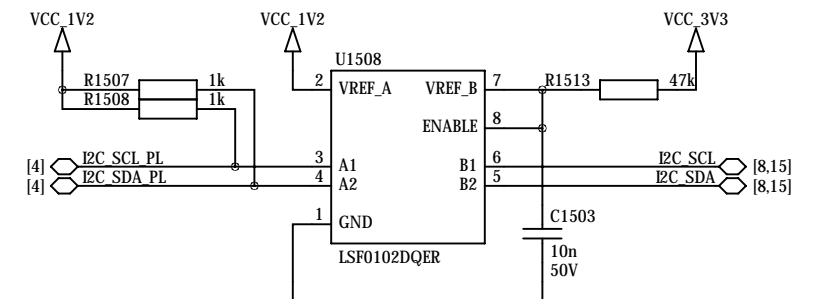 VCC_1V2
VCC_1V2
VCC_3V3
U1508
R1507
1k
2
VREF_A
VREF_B
7
R1513
47k
R1508
1k
ENABLE
8
[4]
I2C_SCL_PL
3
A1
B1
6
I2C_SCL
[8,15]
[4]
I2C_SDA_PL
4
A2
B2
5
I2C_SDA
[8,15]
1
GND
C1503
LSF0102DQER
10n
50V